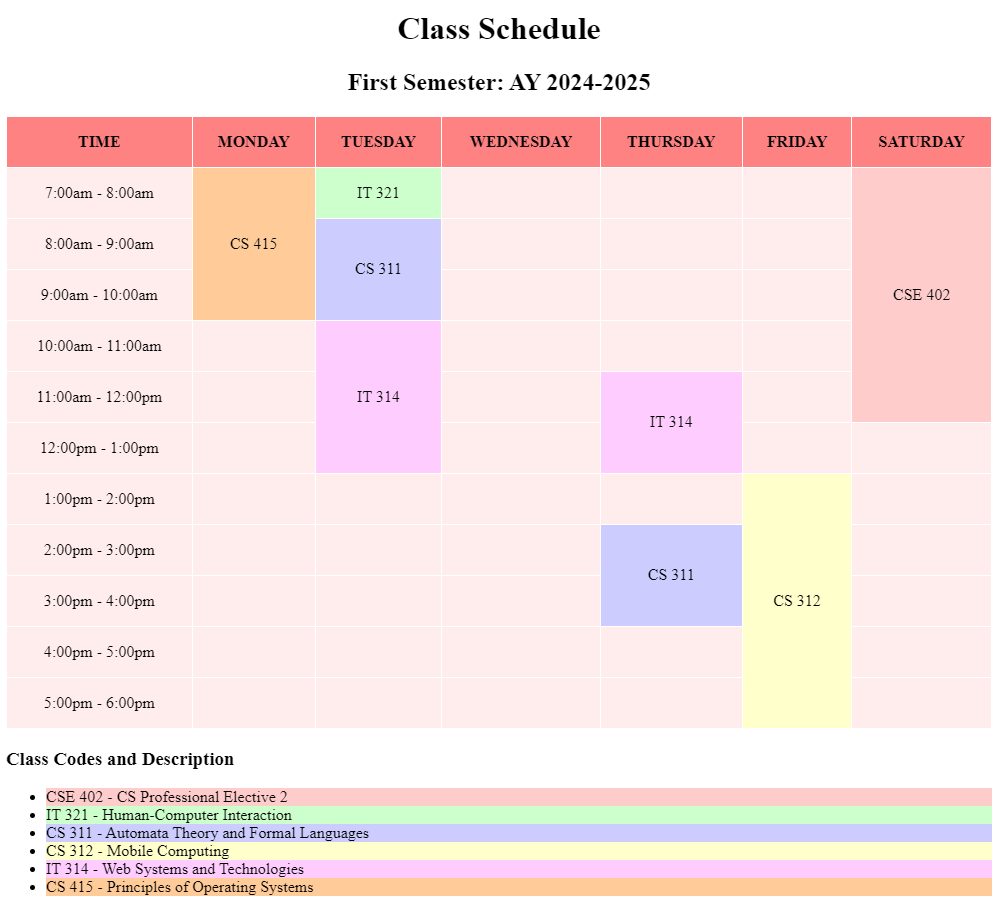 Class Schedule
First Semester: AY 2024-2025
TIME MONDAY TUESDAY WEDNESDAY THURSDAY FRIDAY SATURDAY
7:00am - 8:00am IT 321
8:00am - 9:00am CS 415
CS 311
9:00am - 10:00am CSE 402
10:00am - 11:00am
11:00am - 12:00pm IT 314
IT 314
12:00pm - 1:00pm
1:00pm - 2:00pm
2:00pm - 3:00pm
CS 311
3:00pm - 4:00pm CS 312
4:00pm - 5:00pm
5:00pm - 6:00pm
Class Codes and Description
• CSE 402 - CS Professional Elective 2
• IT 321 - Human-Computer Interaction
• CS 311 - Automata Theory and Formal Languages
• CS 312 - Mobile Computing
• IT 314 - Web Systems and Technologies
• CS 415 - Principles of Operating Systems